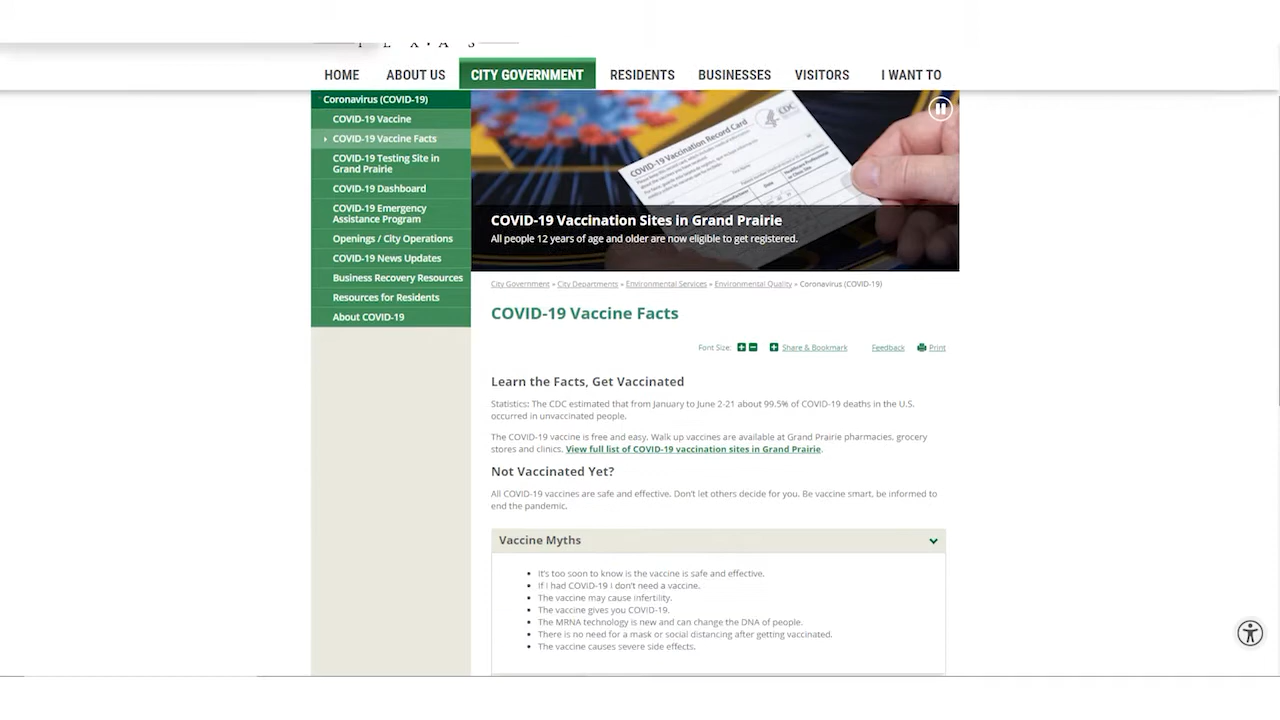 T E X A S
HOME ABOUT US CITY GOVERNMENT RESIDENTS BUSINESSES VISITORS I WANT TO
Coronavirus (COVID-19)
COVID-19 Vaccine
COVID-19 Vaccine Facts
COVID-19 Testing Site in
Grand Prairie
COVID-19 Dashboard
COVID-19 Emergency
Assistance Program
Openings / City Operations
COVID-19 News Updates
Business Recovery Resources
Resources for Residents
About COVID-19
CDC
COVID-19 Vaccination Record Card
COVID-19 Vaccination Sites in Grand Prairie
All people 12 years of age and older are now eligible to get registered.
City Government » City Departments » Environmental Services » Environmental Quality » Coronavirus (COVID-19)
COVID-19 Vaccine Facts
Font Size: Share & Bookmark Feedback Print
Learn the Facts, Get Vaccinated
Statistics: The CDC estimated that from January to June 2-21 about 99.5% of COVID-19 deaths in the U.S.
occurred in unvaccinated people.
The COVID-19 vaccine is free and easy. Walk up vaccines are available at Grand Prairie pharmacies, grocery
stores and clinics. View full list of COVID-19 vaccination sites in Grand Prairie.
Not Vaccinated Yet?
All COVID-19 vaccines are safe and effective. Don't let others decide for you. Be vaccine smart, be informed to
end the pandemic.
Vaccine Myths
• It's too soon to know is the vaccine is safe and effective.
• If I had COVID-19 I don't need a vaccine.
• The vaccine may cause infertility.
• The vaccine gives you COVID-19.
• The MRNA technology is new and can change the DNA of people.
• There is no need for a mask or social distancing after getting vaccinated.
• The vaccine causes severe side effects.